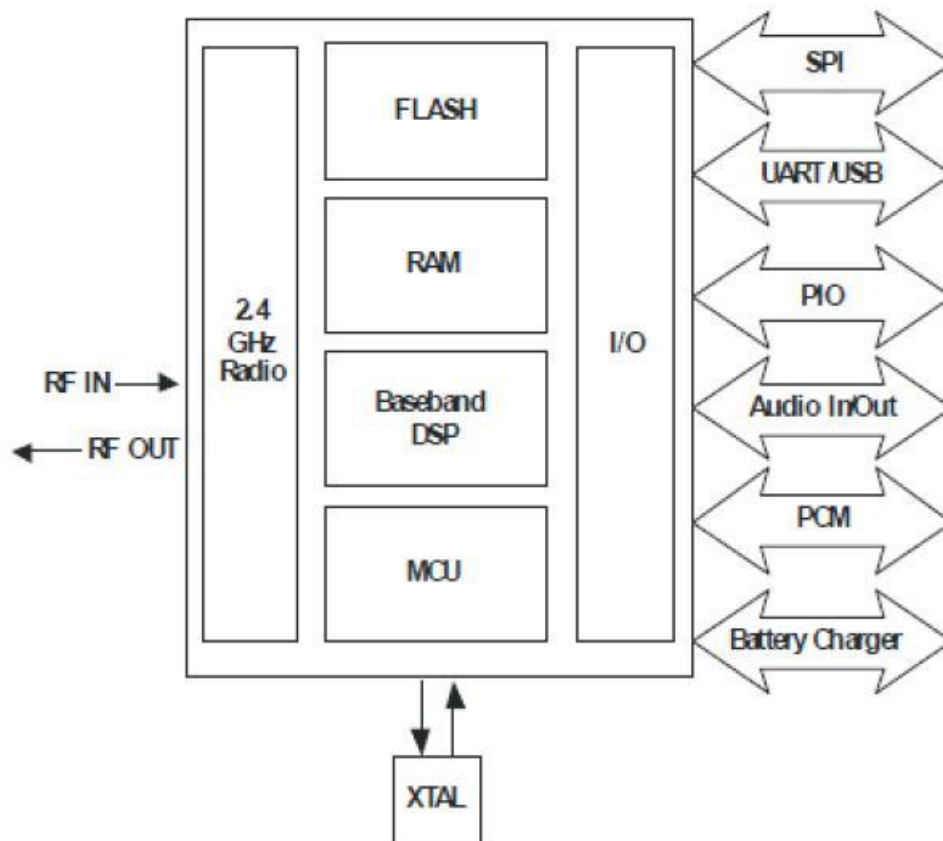 FLASH
RAM
Baseband
DSP
MCU
2.4
GHz
Radio
I/O
RF IN
RF OUT
SPI
UART/USB
PIO
Audio In/Out
PCM
Battery Charger
XTAL